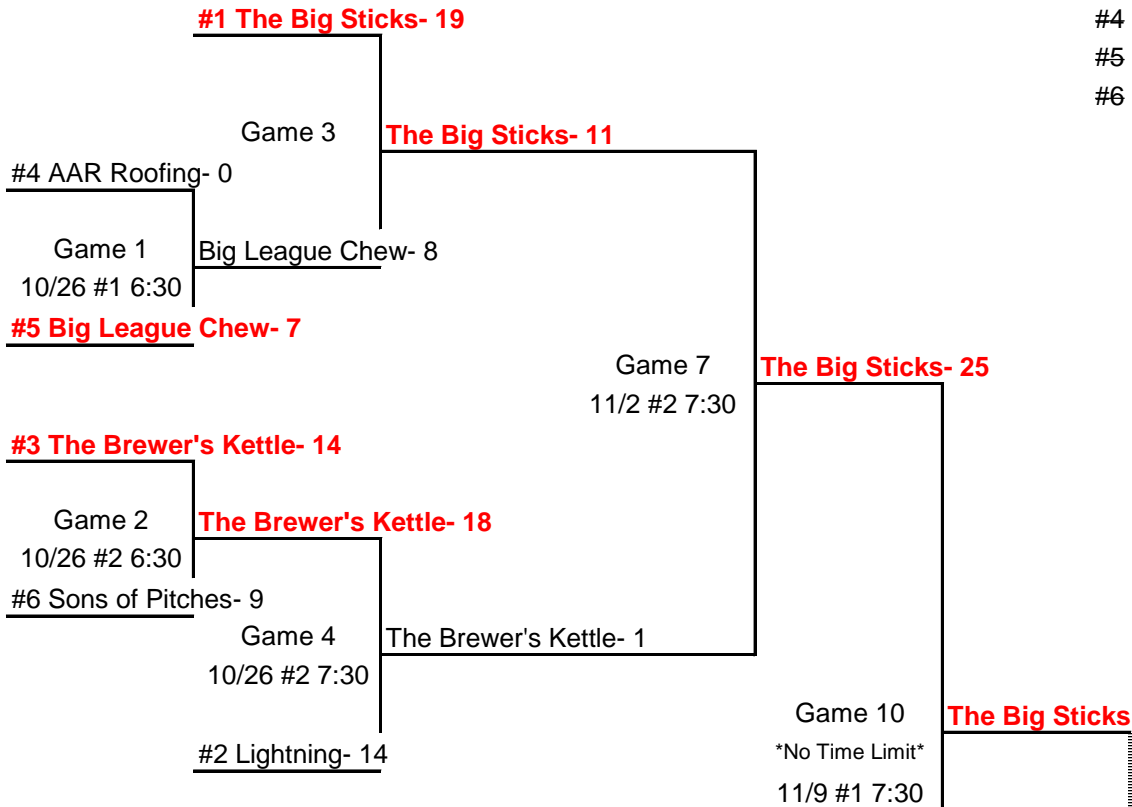 #1 The Big Sticks- 19
#4
#5
#6
Game 3
The Big Sticks- 11
#4 AAR Roofing- 0
Game 1
Big League Chew- 8
10/26 #1 6:30
#5 Big League Chew- 7
Game 7
The Big Sticks- 25
11/2 #2 7:30
#3 The Brewer's Kettle- 14
Game 2
The Brewer's Kettle- 18
10/26 #2 6:30
#6 Sons of Pitches- 9
Game 4
The Brewer's Kettle- 1
10/26 #2 7:30
Game 10
The Big Sticks
#2 Lightning- 14
*No Time Limit*
11/9 #1 7:30